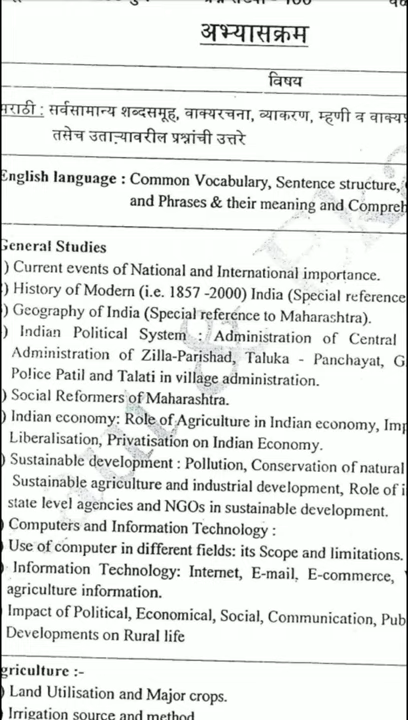 अभ्यासक्रम
विषय
मराठी : सर्वसामान्य शब्दसमूह, वाक्यरचना, व्याकरण, म्हणी व
तसेच उताऱ्यावरील प्रश्नांची उत्तरे
English language : Common Vocabulary, Sentence structure,
and Phrases & their meaning and
General Studies
) Current events of National and International importance.
) History of Modern (i.e. 1857 -2000) India (Special reference
) Geography of India (Special reference to Maharashtra).
) Indian Political System : Administration of Central
Administration of Zilla-Parishad, Taluka - Panchayat,
Police Patil and Talati in village administration.
) Social Reformers of Maharashtra.
) Indian economy: Role of Agriculture in Indian economy,
Liberalisation, Privatisation on Indian Economy.
) Sustainable development : Pollution, Conservation of natural
Sustainable agriculture and industrial development, Role of
state level agencies and NGOs in sustainable development.
) Computers and Information Technology :
) Use of computer in different fields: its Scope and limitations.
) Information Technology: Internet, E-mail, E-commerce,
agriculture information.
) Impact of Political, Economical, Social, Communication,
Developments on Rural life
griculture :-
) Land Utilisation and Major crops.
) Irrigation source and method